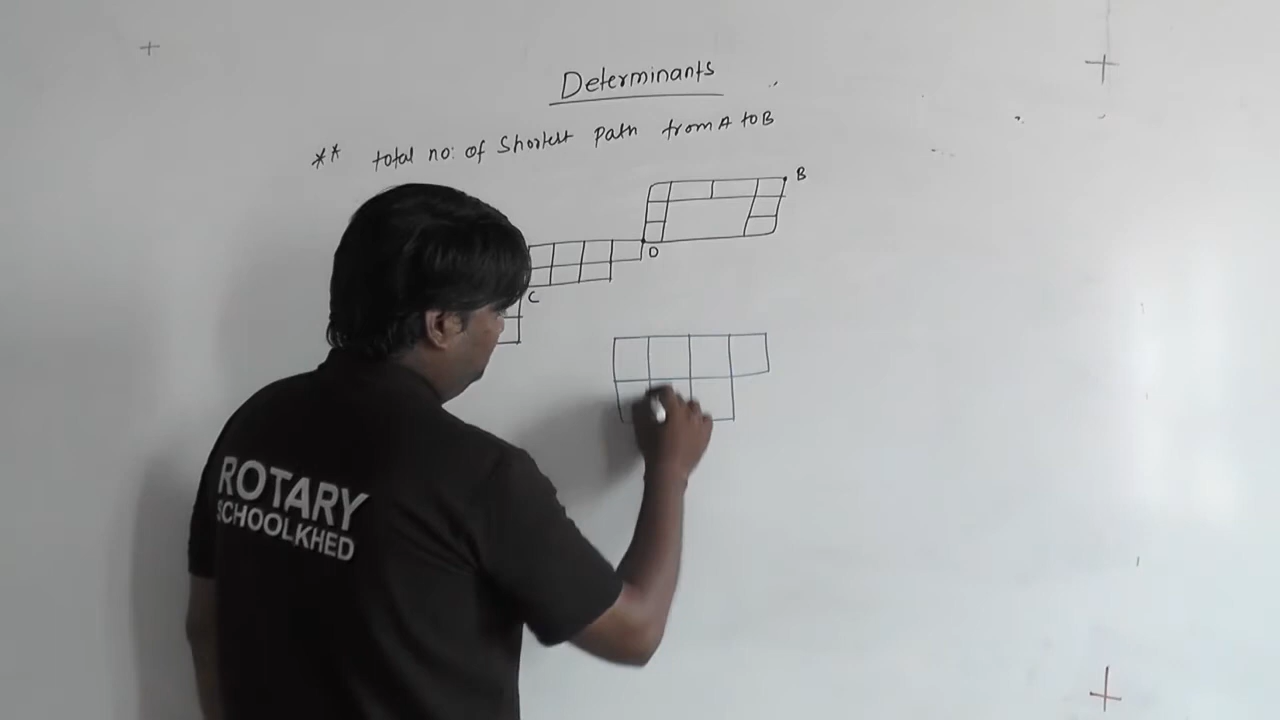 Determinants
** total no: of Shortest Path from A to B
B
D
C
ROTARY
SCHOOLKHED